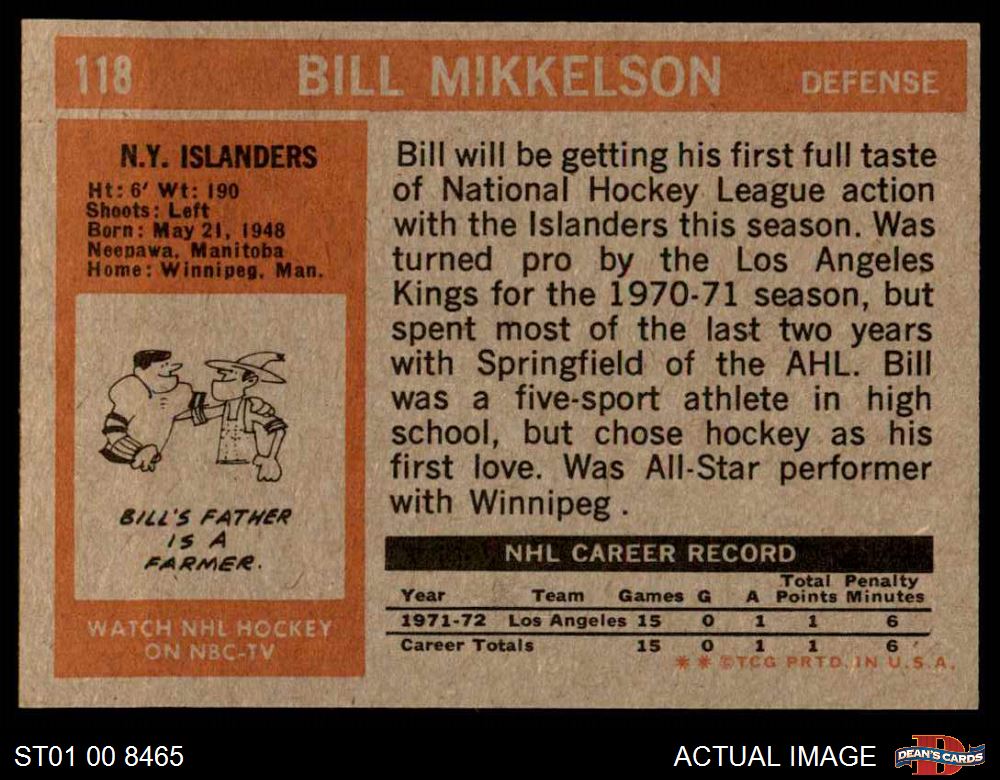 118 BILL MIKKELSON DEFENSE
N.Y. ISLANDERS
Ht: 6' Wt: 190
Shoots: Left
Born: May 21, 1948
Neepawa, Manitoba
Home: Winnipeg, Man.
BILL'S FATHER
IS A
FARMER.
WATCH NHL HOCKEY
ON NBC-TV
Bill will be getting his first full taste
of National Hockey League action
with the Islanders this season. Was
turned pro by the Los Angeles
Kings for the 1970-71 season, but
spent most of the last two years
with Springfield of the AHL. Bill
was a five-sport athlete in high
school, but chose hockey as his
first love. Was All-Star performer
with Winnipeg .
NHL CAREER RECORD
Year Team Games G A Total Points Penalty Minutes
1971-72 Los Angeles 15 0 1 1 6
Career Totals 15 0 1 1 6
* * ©TCG PRTD. IN U.S.A.
ST01 00 8465 ACTUAL IMAGE D DEAN'S CARDS